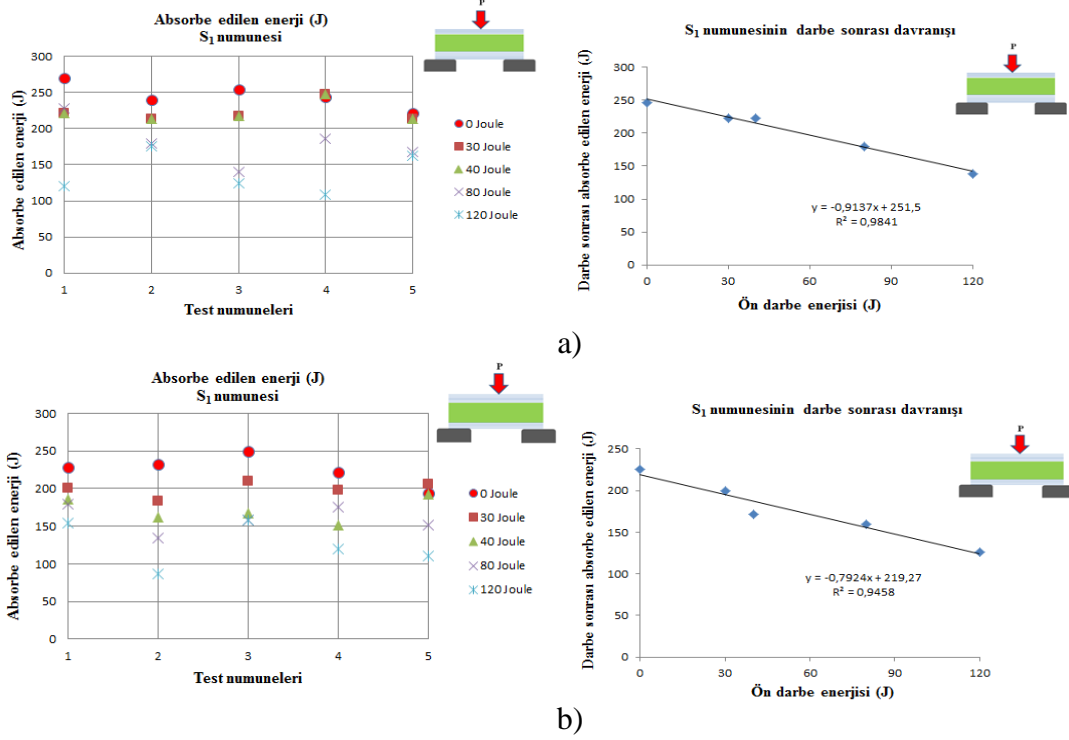 Absorbe edilen enerji (J)
S1 numunesi
P
Absorbe edilen enerji (J)
300
250
200
150
100
50
0
1 2 3 4 5
Test numuneleri
0 Joule
30 Joule
40 Joule
80 Joule
120 Joule
S1 numunesinin darbe sonrası davranışı
P
Darbe sonrası absorbe edilen enerji (J)
300
250
200
150
100
50
0
y = -0,9137x + 251,5
R² = 0,9841
0 30 60 90 120
Ön darbe enerjisi (J)
a)
Absorbe edilen enerji (J)
S1 numunesi
P
Absorbe edilen enerji (J)
300
250
200
150
100
50
0
1 2 3 4 5
Test numuneleri
0 Joule
30 Joule
40 Joule
80 Joule
120 Joule
S1 numunesinin darbe sonrası davranışı
P
Darbe sonrası absorbe edilen enerji (J)
250
200
150
100
50
0
y = -0,7924x + 219,27
R² = 0,9458
0 30 60 90 120
Ön darbe enerjisi (J)
b)